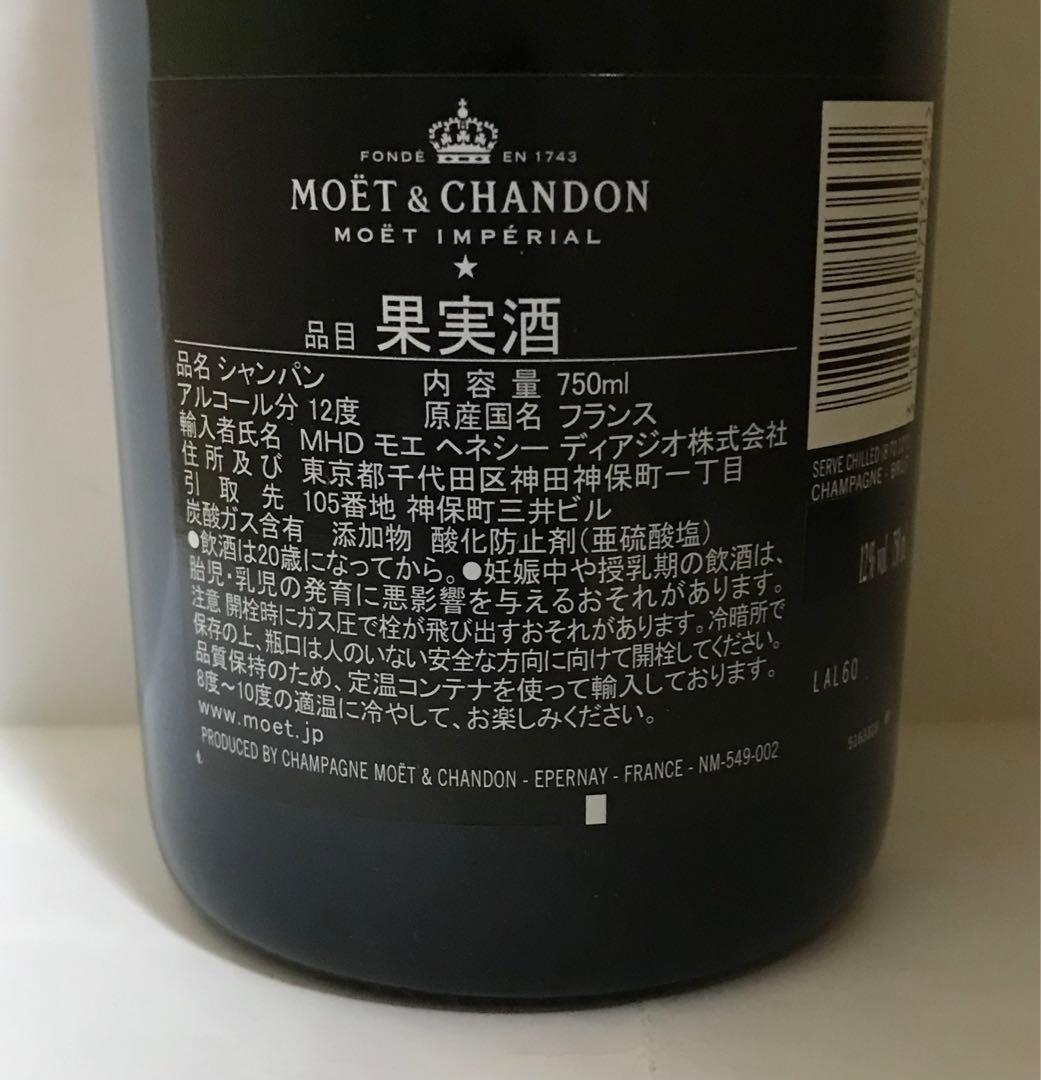 FONDÉ EN 1743
MOËT & CHANDON
MOËT IMPÉRIAL
品目 果実酒
品名 シャンパン 内容量 750ml
アルコール分 12度 原産国名 フランス
輸入者氏名 MHD モエ ヘネシー ディアジオ株式会社
住所及び 東京都千代田区神田神保町一丁目
引取先 105番地 神保町三井ビル
炭酸ガス含有 添加物 酸化防止剤(亜硫酸塩)
●飲酒は20歳になってから。●妊娠中や授乳期の飲酒は、
胎児・乳児の発育に悪影響を与えるおそれがあります。
注意 開栓時にガス圧で栓が飛び出すおそれがあります。冷暗所で
保存の上、瓶口は人のいない安全な方向に向けて開栓してください。
品質保持のため、定温コンテナを使って輸入しております。
8度～10度の適温に冷やして、お楽しみください。
www.moet.jp
PRODUCED BY CHAMPAGNE MOËT & CHANDON - EPERNAY - FRANCE - NM-549-002
SERVE CHILLED
CHAMPAGNE -
LAL60